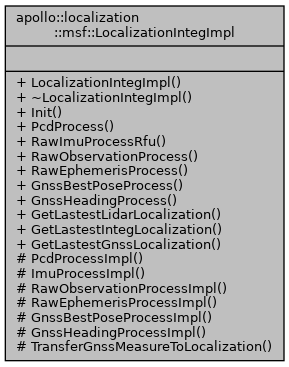 apollo::localization
::msf::LocalizationIntegImpl
+ LocalizationIntegImpl()
+ ~LocalizationIntegImpl()
+ Init()
+ PcdProcess()
+ RawImuProcessRfu()
+ RawObservationProcess()
+ RawEphemerisProcess()
+ GnssBestPoseProcess()
+ GnssHeadingProcess()
+ GetLastestLidarLocalization()
+ GetLastestIntegLocalization()
+ GetLastestGnssLocalization()
# PcdProcessImpl()
# ImuProcessImpl()
# RawObservationProcessImpl()
# RawEphemerisProcessImpl()
# GnssBestPoseProcessImpl()
# GnssHeadingProcessImpl()
# TransferGnssMeasureToLocalization()